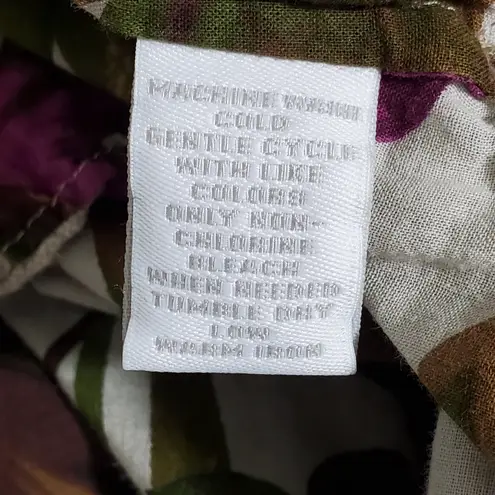 MACHINE WASH
COLD
GENTLE CYCLE
WITH LIKE
COLORS
ONLY NON-
CHLORINE
BLEACH
WHEN NEEDED
TUMBLE DRY
LOW
WARM IRON